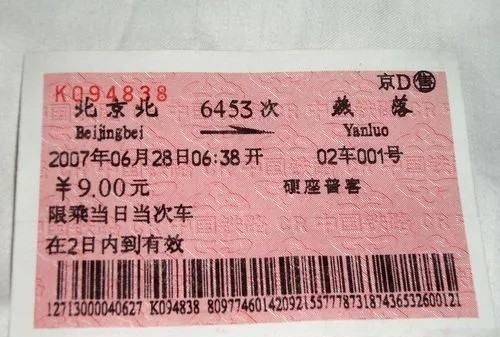 K094838
京D售
北京北 6453次 燕落
Beijingbei Yanluo
2007年06月28日06:38开 02车001号
¥9.00元 硬座普客
限乘当日当次车
在2日内到有效
12713000040627 K094838 80977460142092155777873187436532600121